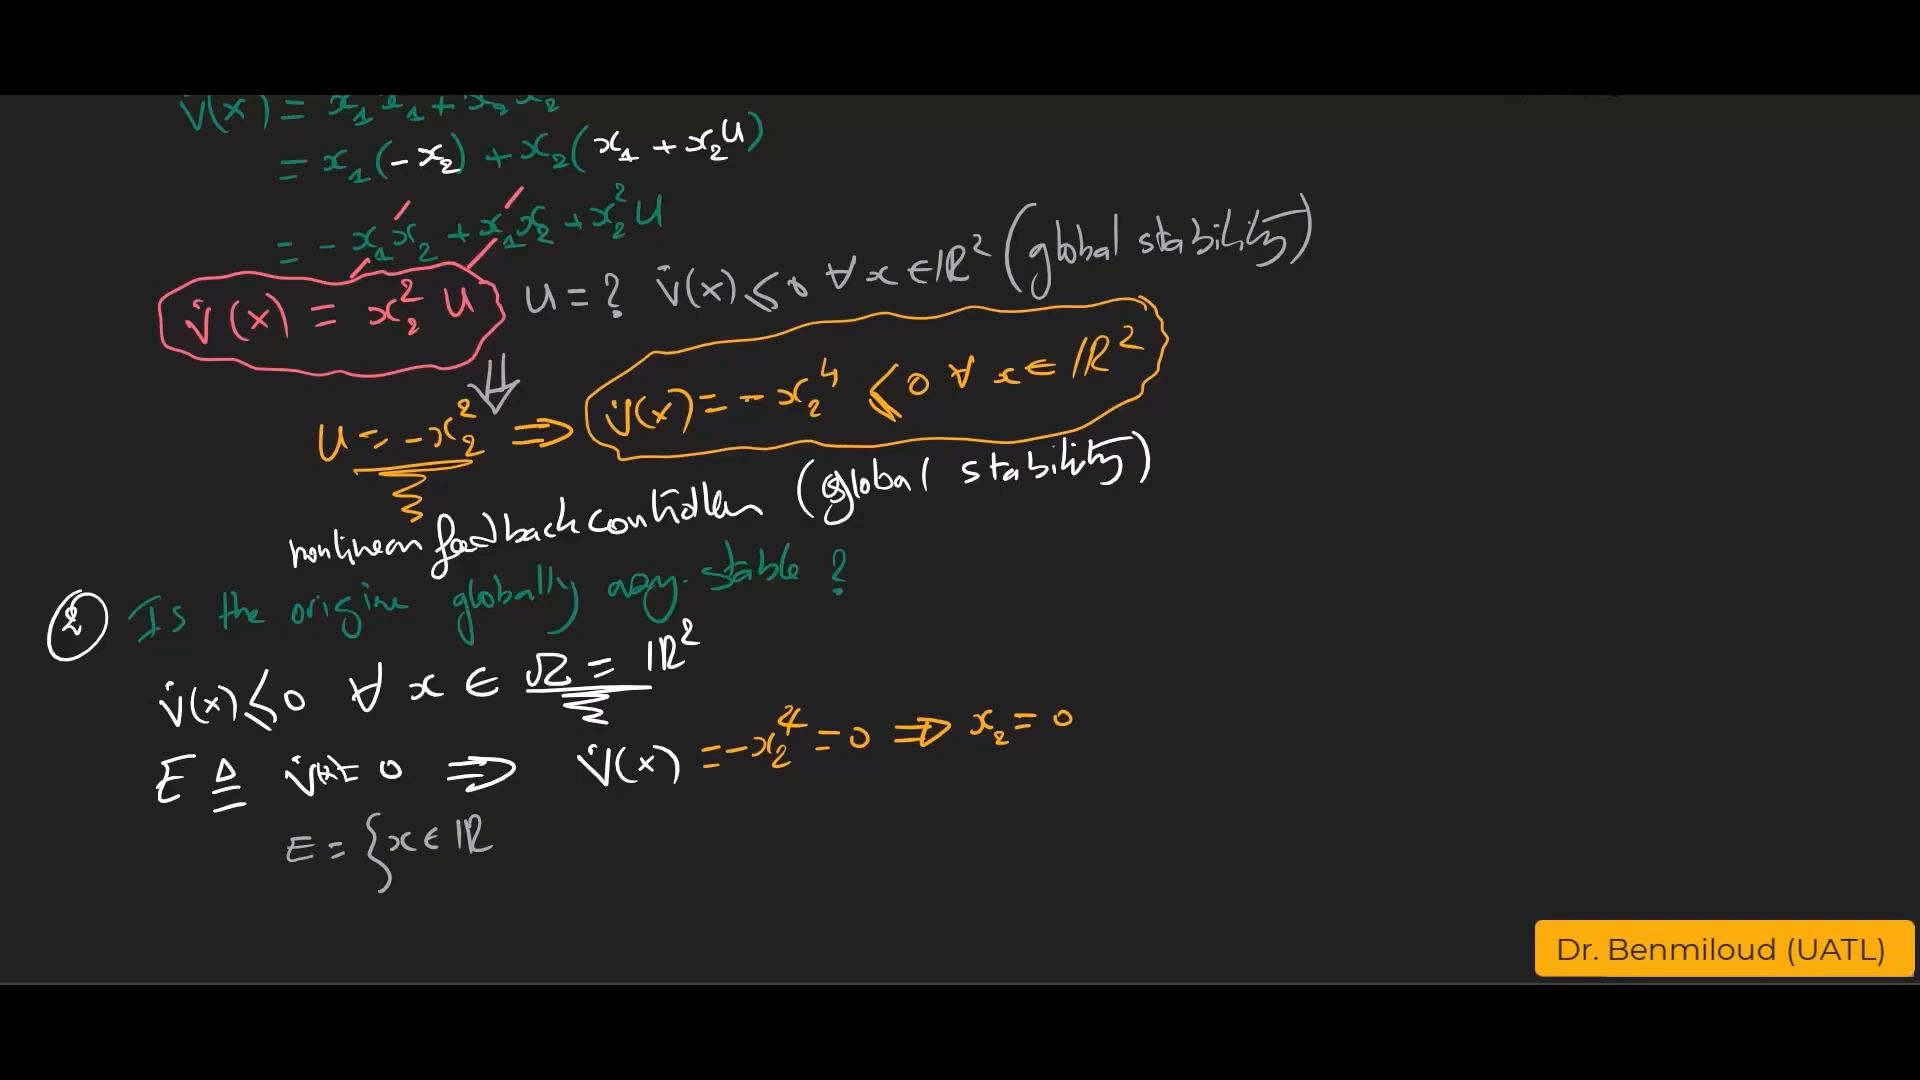 V̇(x) = x₁ẋ₁ + x₂ẋ₂
= x₁(-x₂) + x₂(x₁ + x₂u)
= -x₁x₂ + x₁x₂ + x₂²u
V̇(x) = x₂²u u = ? V̇(x) ⩽ 0 ∀ x ∈ ℝ² (global stability)
⇓
u = -x₂² ⇒ V̇(x) = -x₂⁴ ⩽ 0 ∀ x ∈ ℝ²
nonlinear feedback controller (global stability)
② Is the origine globally asy. stable ?
V̇(x) ⩽ 0 ∀ x ∈ Ω = ℝ²
E ≜ V̇(x) = 0 ⇒ V̇(x) = -x₂⁴ = 0 ⇒ x₂ = 0
E = { x ∈ ℝ
Dr. Benmiloud (UATL)